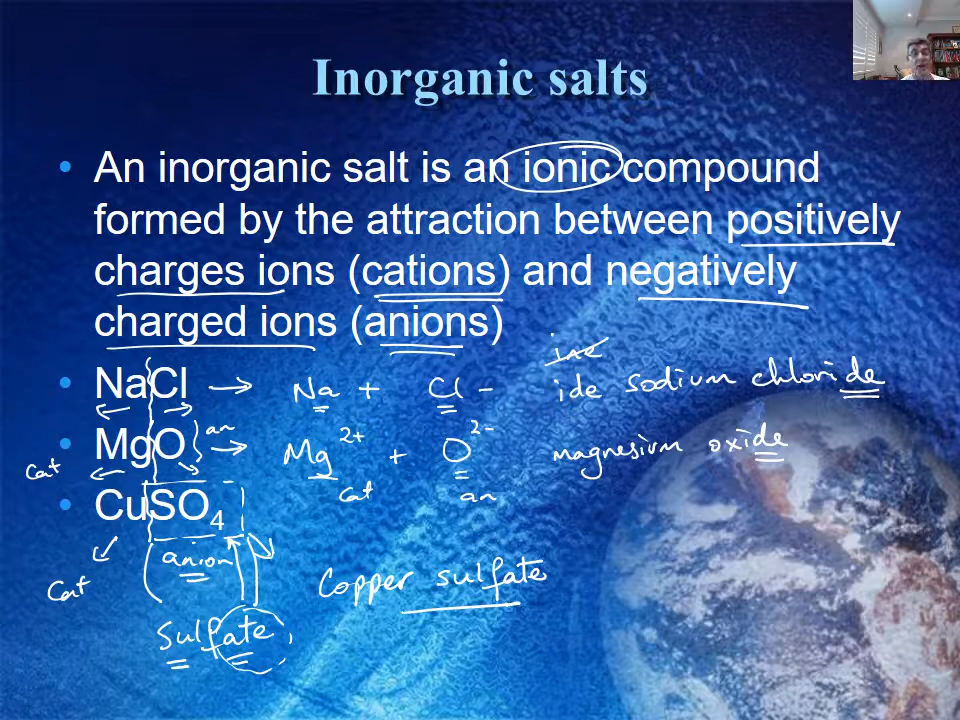 Inorganic salts
• An inorganic salt is an ionic compound
formed by the attraction between positively
charges ions (cations) and negatively
charged ions (anions)
ine
• NaCl → Na + Cl - ide sodium chloride
• MgO an → Mg 2+ + O 2- magnesium oxide
cat cat an
• CuSO4
anion
cat copper sulfate
sulfate